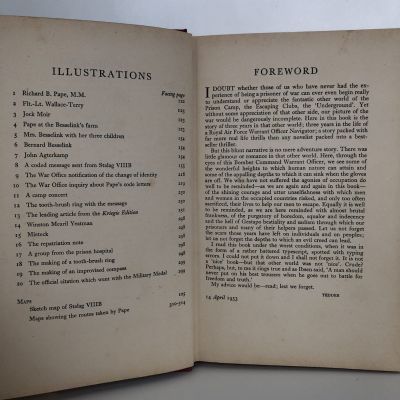 ILLUSTRATIONS
Facing page
1 Richard B. Pape, M.M.
2 Flt.-Lt. Wallace-Terry 122
3 Jock Moir
4 Pape at the Besselink's farm
5 Mrs. Besselink with her three children
6 Bernard Besselink
7 John Agterkamp
8 A coded message sent from Stalag VIIIB
9 The War Office notification of the change of identity
10 The War Office inquiry about Pape's code letters
11 A camp concert
12 The tooth-brush ring with the message
13 The leading article from the Kriegie Edition
14 Winston Mearil Yeatman
15 Misteck
16 The repatriation note
17 A group from the prison hospital
18 The making of a tooth-brush ring
19 The making of an improvised compass
20 The official citation which went with the Military Medal
MAPS
Sketch map of Stalag VIIIB
Maps showing the routes taken by Pape
FOREWORD
I DOUBT whether those of us who have never had the ex-
perience of being a prisoner of war can ever even begin really
to understand or appreciate the fantastic other world of the
Prison Camp, the Escaping Clubs, the 'Underground'. Yet
without some appreciation of that other side, our picture of the
war would be dangerously incomplete. Here in this book is the
story of three years in that other world; three years in the life of
a Royal Air Force Warrant Officer Navigator; a story packed with
far more real life thrills than any novelist packed into a best-
seller thriller.
But this blunt narrative is no mere adventure story. There was
little glamour or romance in that other world. Here, through the
eyes of this Bomber Command Warrant Officer, we see some of
the wonderful heights to which the human race can rise and
some of the appalling depths to which it can sink when the gloves
are off. We who have not suffered the agonies of occupation do
well to be reminded—as we are again and again in this book—
of the shining courage and utter unselfishness with which men
and women in the occupied countries risked, and only too often
sacrificed, their lives to help our men to escape. Equally it is well
to be reminded, as we are here reminded with almost brutal
frankness, of the purgatory of boredom, squalor and indecency
and the hell of Gestapo bestiality and sadism through which our
prisoners and many of their helpers passed. Let us not forget
the scars those years have left on individuals and on peoples;
let us not forget the depths to which an evil creed can lead.
I read this book under the worst conditions, when it was in
the form of a rather battered typescript, spotted with typing
errors. I could not put it down and I shall not forget it. It is not
a 'nice' book—but that other world was not 'nice'. Crude?
Perhaps, but, to me it rings true and as Ibsen said, 'A man should
never put on his best trousers when he goes out to battle for
freedom and truth.'
My advice would be—read; lest we forget.
TEDDER
14 April 1953